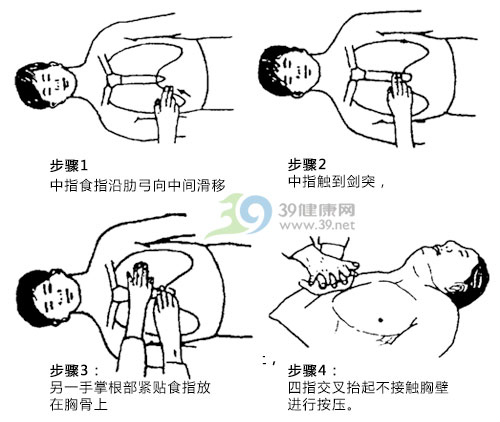 步骤1
中指食指沿肋弓向中间滑移
步骤2
中指触到剑突，
39健康网
www.39.net
步骤3：
另一手掌根部紧贴食指放
在胸骨上
步骤4：
四指交叉抬起不接触胸壁
进行按压。